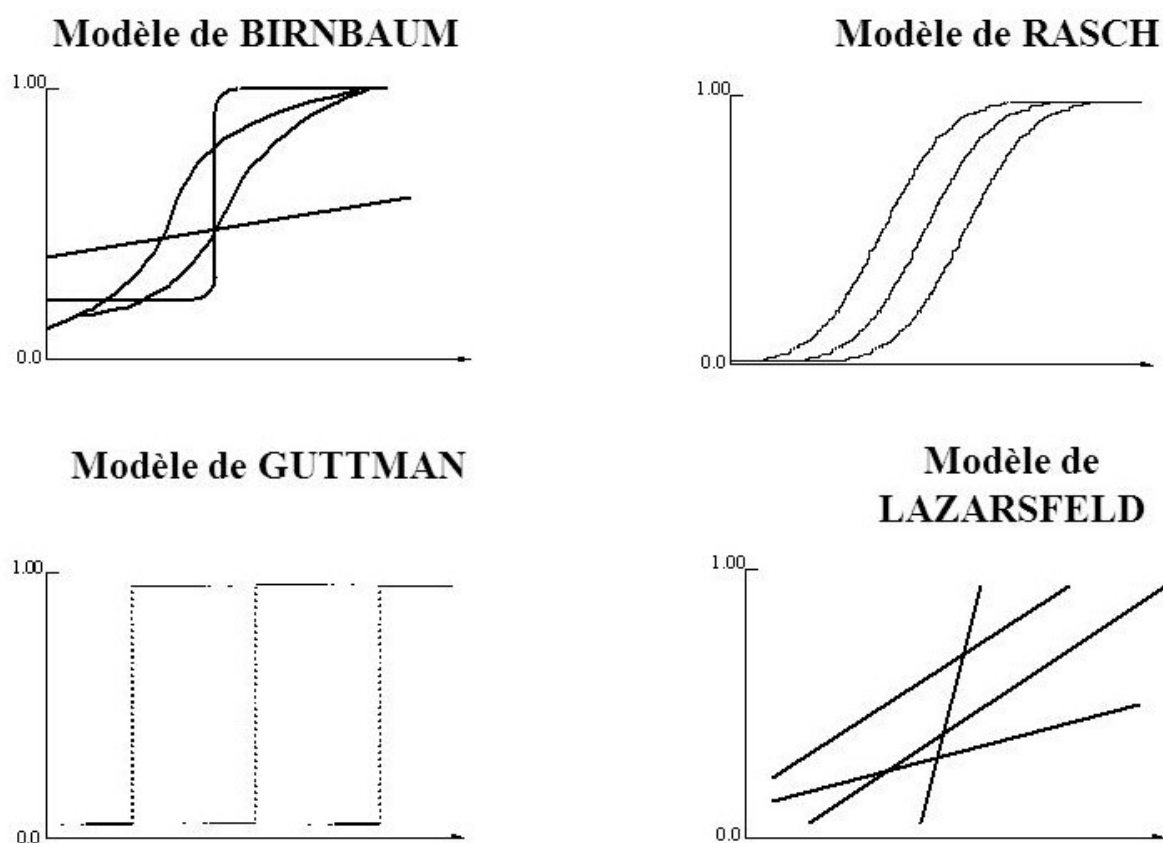 Modèle de BIRNBAUM
1.00
0.0
Modèle de RASCH
1.00
0.0
Modèle de GUTTMAN
1.00
0.0
Modèle de
LAZARSFELD
1.00
0.0